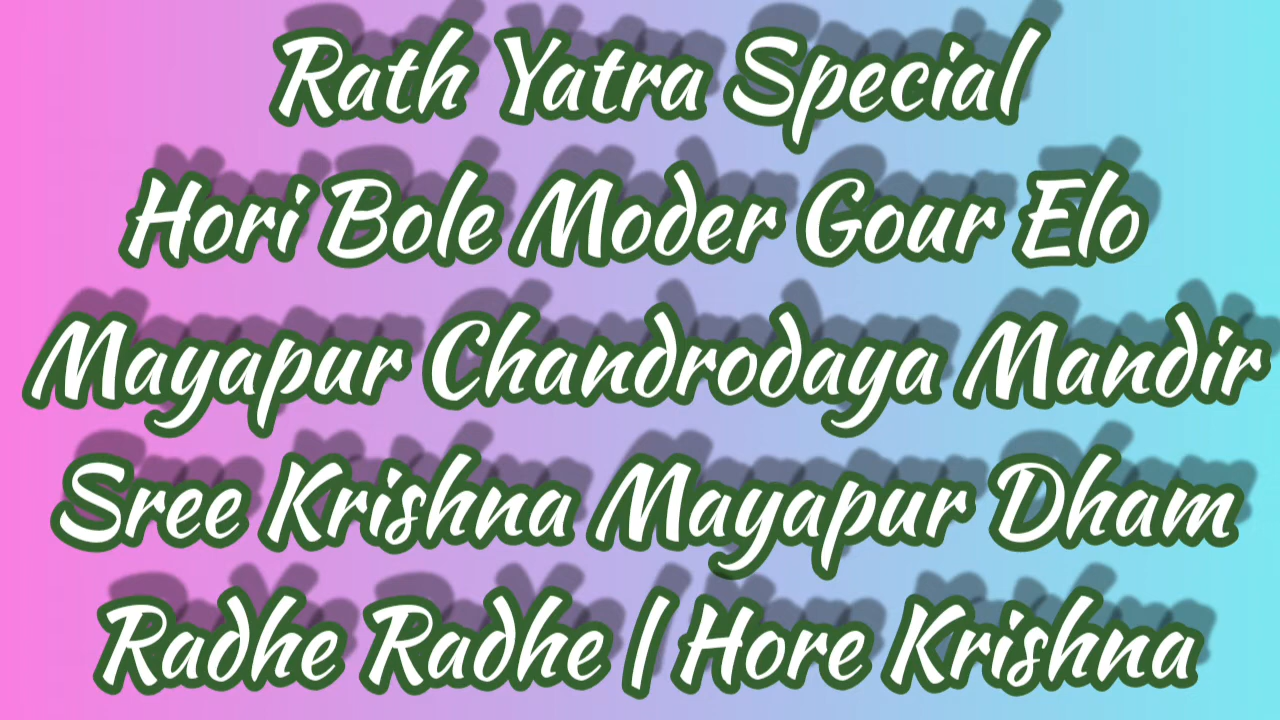 Rath Yatra Special
Hori Bole Moder Gour Elo
Mayapur Chandrodaya Mandir
Sree Krishna Mayapur Dham
Radhe Radhe | Hore Krishna